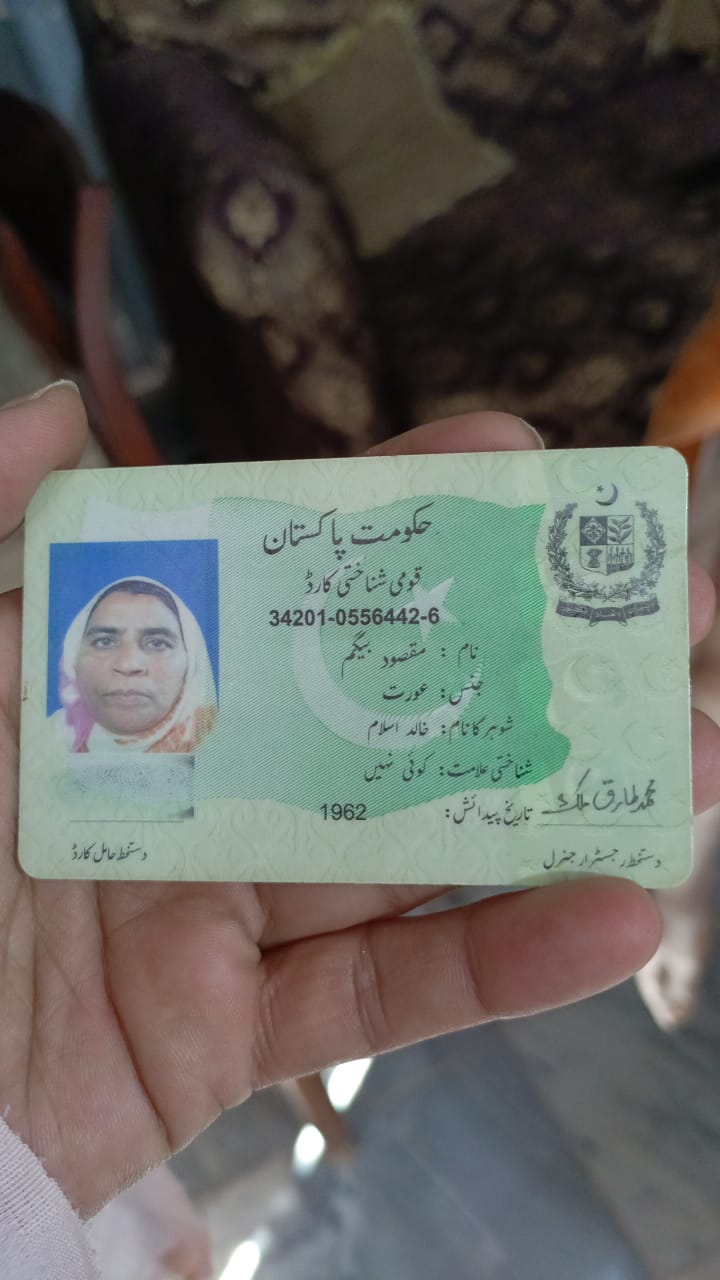 حکومت پاکستان
قومی شناختی کارڈ
34201-0556442-6
نام : مقصود بیگم
جنس: عورت
شوہر کا نام: خالد اسلام
شناختی علامت: کوئی نہیں
تاریخ پیدائش: 1962
محمد طارق ملک
دستخط رجسٹرار جنرل
دستخط حامل کارڈ